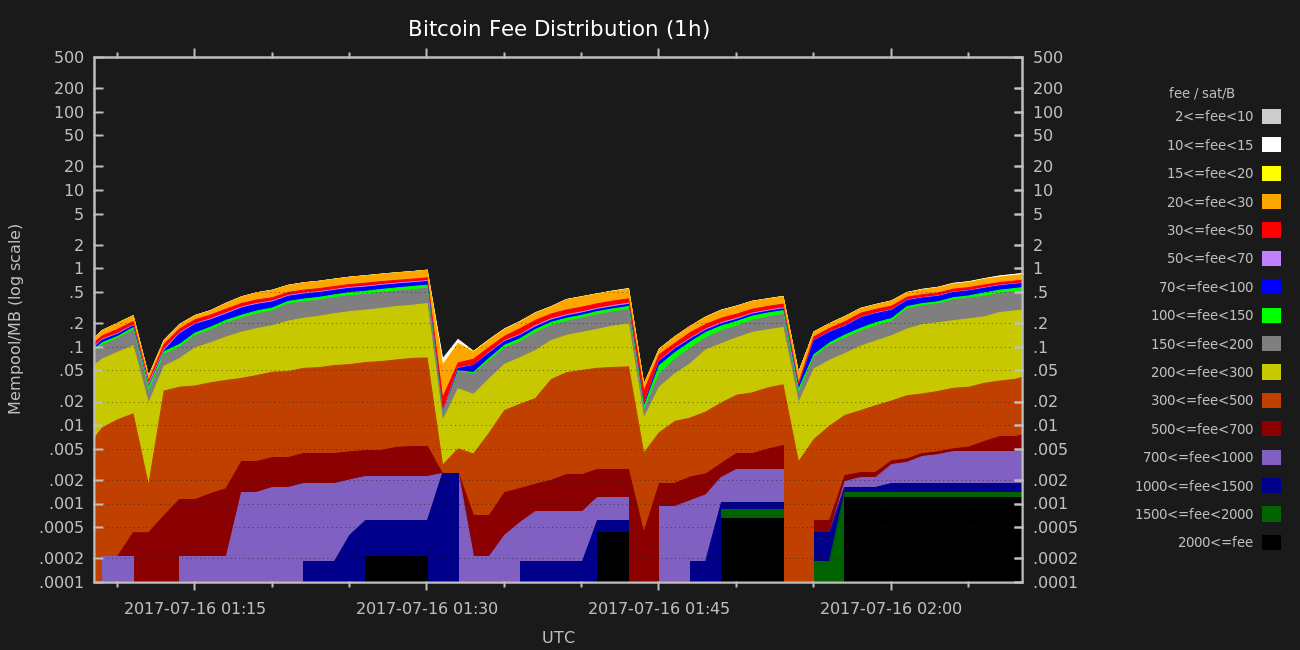 Bitcoin Fee Distribution (1h)
Mempool/MB (log scale)
500
200
100
50
20
10
5
2
1
.5
.2
.1
.05
.02
.01
.005
.002
.001
.0005
.0002
.0001
500
200
100
50
20
10
5
2
1
.5
.2
.1
.05
.02
.01
.005
.002
.001
.0005
.0002
.0001
2017-07-16 01:15
2017-07-16 01:30
2017-07-16 01:45
2017-07-16 02:00
UTC
fee / sat/B
2<=fee<10
10<=fee<15
15<=fee<20
20<=fee<30
30<=fee<50
50<=fee<70
70<=fee<100
100<=fee<150
150<=fee<200
200<=fee<300
300<=fee<500
500<=fee<700
700<=fee<1000
1000<=fee<1500
1500<=fee<2000
2000<=fee